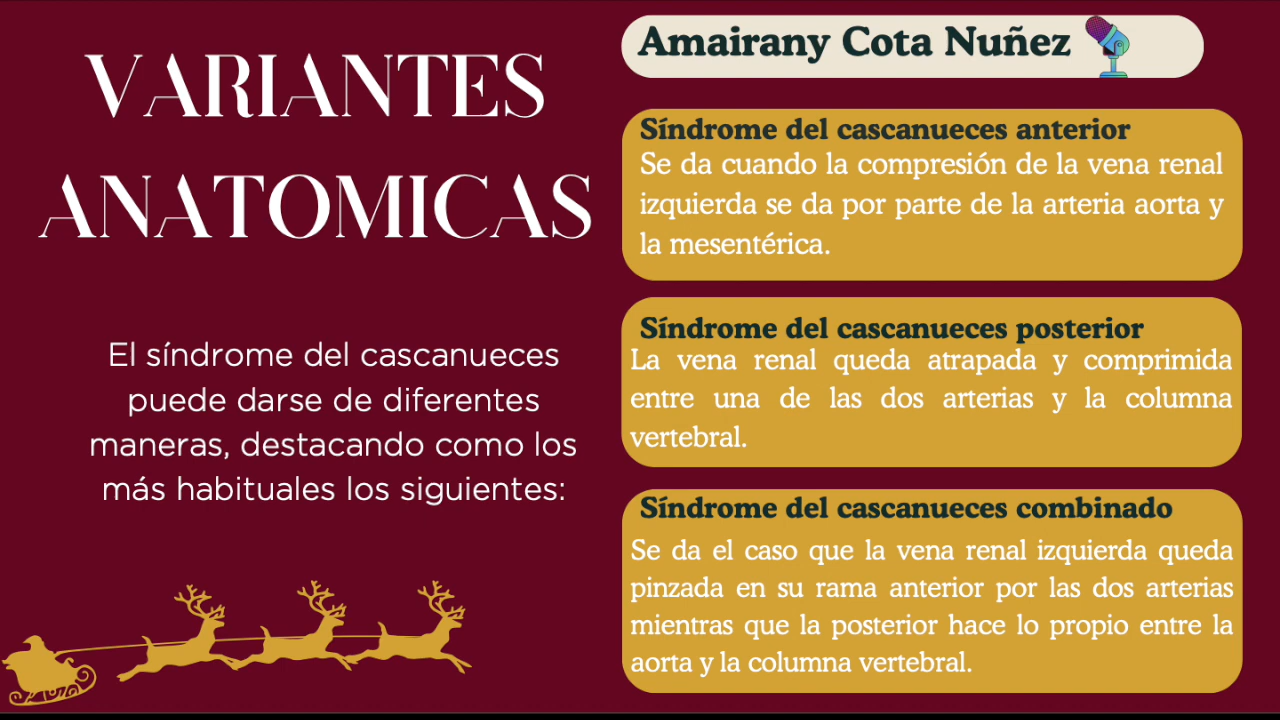 VARIANTES
ANATOMICAS
El síndrome del cascanueces
puede darse de diferentes
maneras, destacando como los
más habituales los siguientes:
Amairany Cota Nuñez
Síndrome del cascanueces anterior
Se da cuando la compresión de la vena renal
izquierda se da por parte de la arteria aorta y
la mesentérica.
Síndrome del cascanueces posterior
La vena renal queda atrapada y comprimida
entre una de las dos arterias y la columna
vertebral.
Síndrome del cascanueces combinado
Se da el caso que la vena renal izquierda queda
pinzada en su rama anterior por las dos arterias
mientras que la posterior hace lo propio entre la
aorta y la columna vertebral.